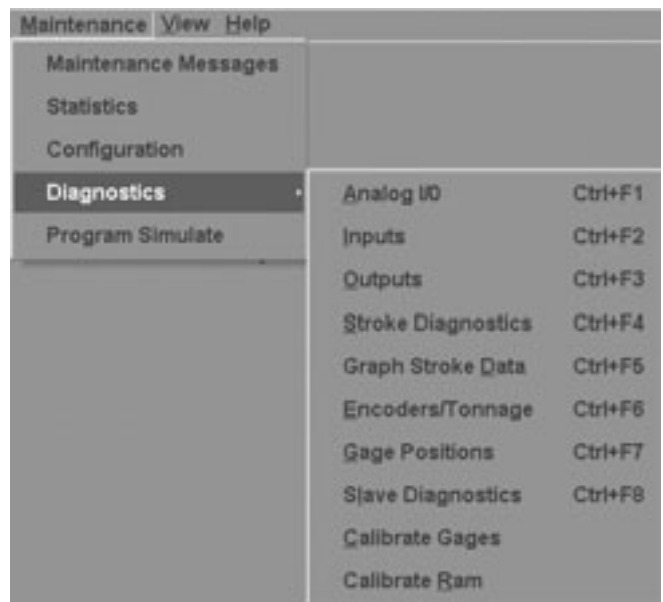 Maintenance View Help
Maintenance Messages
Statistics
Configuration
Diagnostics
Program Simulate
Analog I/O Ctrl+F1
Inputs Ctrl+F2
Outputs Ctrl+F3
Stroke Diagnostics Ctrl+F4
Graph Stroke Data Ctrl+F5
Encoders/Tonnage Ctrl+F6
Gage Positions Ctrl+F7
Slave Diagnostics Ctrl+F8
Calibrate Gages
Calibrate Ram